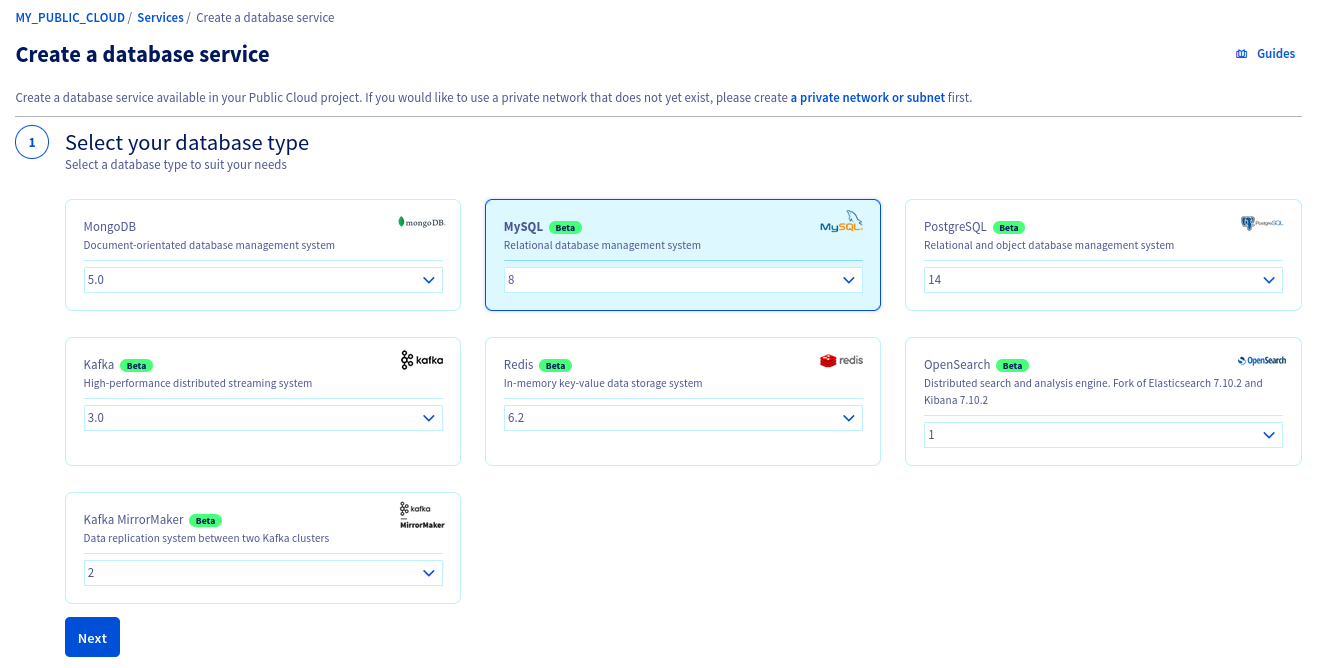 MY_PUBLIC_CLOUD / Services / Create a database service
Create a database service
Guides
Create a database service available in your Public Cloud project. If you would like to use a private network that does not yet exist, please create a private network or subnet first.
1
Select your database type
Select a database type to suit your needs
MongoDB
mongoDB.
Document-orientated database management system
5.0
MySQL Beta
MySQL
Relational database management system
8
PostgreSQL Beta
PostgreSQL
Relational and object database management system
14
Kafka Beta
kafka
High-performance distributed streaming system
3.0
Redis Beta
redis
In-memory key-value data storage system
6.2
OpenSearch Beta
OpenSearch
Distributed search and analysis engine. Fork of Elasticsearch 7.10.2 and
Kibana 7.10.2
1
Kafka MirrorMaker Beta
kafka
MirrorMaker
Data replication system between two Kafka clusters
2
Next